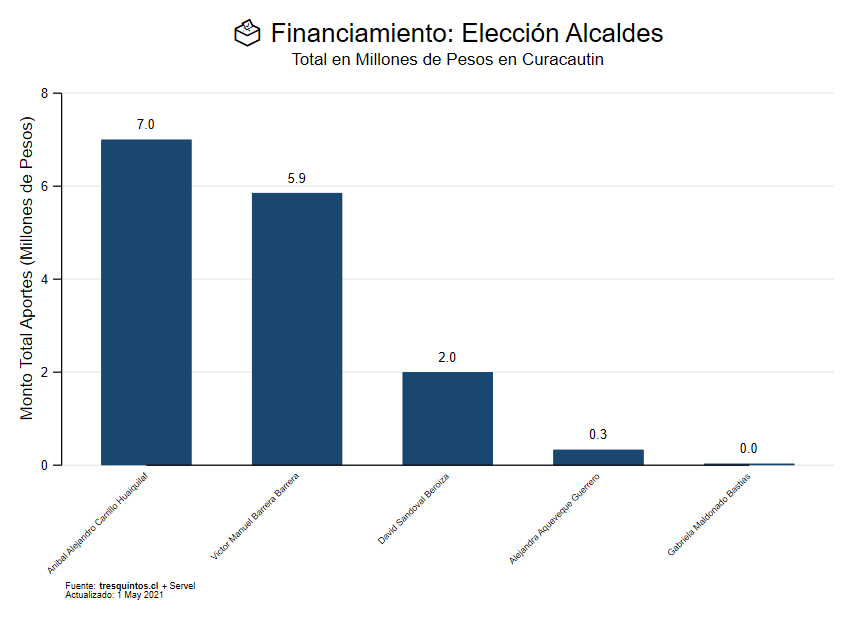 Financiamiento: Elección Alcaldes
Total en Millones de Pesos en Curacautin
Monto Total Aportes (Millones de Pesos)
8
6
4
2
0
7.0
5.9
2.0
0.3
0.0
Anibal Alejandro Carrillo Huaiquilaf
Victor Manuel Barrera Barrera
David Sandoval Beroiza
Alejandra Aqueveque Guerrero
Gabriela Maldonado Bastias
Fuente: tresquintos.cl + Servel
Actualizado: 1 May 2021